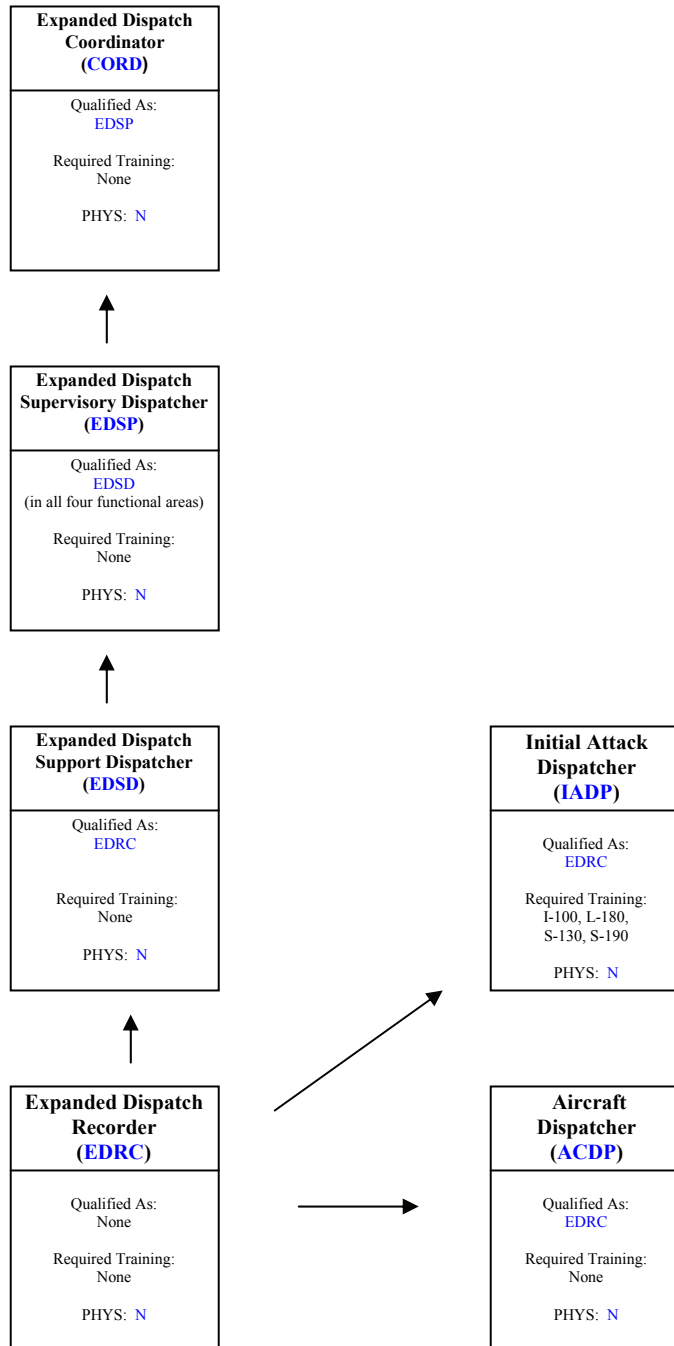 Expanded Dispatch
Coordinator
(CORD)
Qualified As:
EDSP
Required Training:
None
PHYS: N
Expanded Dispatch
Supervisory Dispatcher
(EDSP)
Qualified As:
EDSD
(in all four functional areas)
Required Training:
None
PHYS: N
Expanded Dispatch
Support Dispatcher
(EDSD)
Qualified As:
EDRC
Required Training:
None
PHYS: N
Initial Attack
Dispatcher
(IADP)
Qualified As:
EDRC
Required Training:
I-100, L-180,
S-130, S-190
PHYS: N
Expanded Dispatch
Recorder
(EDRC)
Qualified As:
None
Required Training:
None
PHYS: N
Aircraft
Dispatcher
(ACDP)
Qualified As:
EDRC
Required Training:
None
PHYS: N